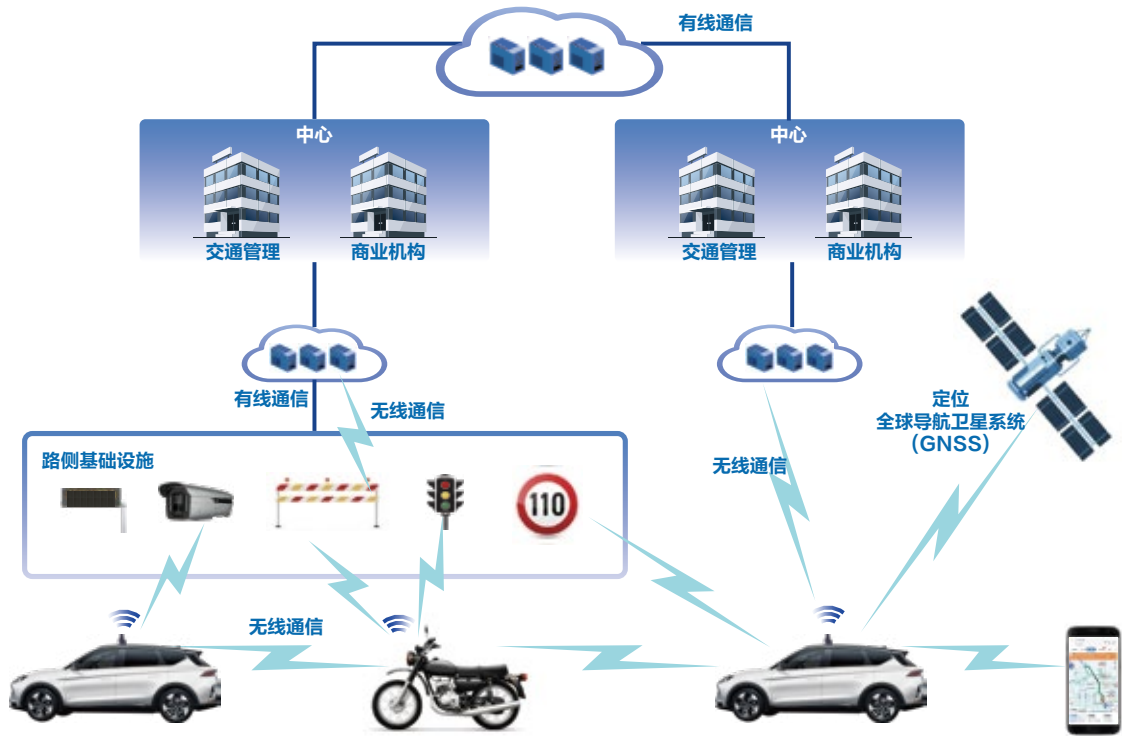 有线通信
中心
中心
交通管理
商业机构
交通管理
商业机构
有线通信
无线通信
定位
全球导航卫星系统
（GNSS）
无线通信
路侧基础设施
110
无线通信